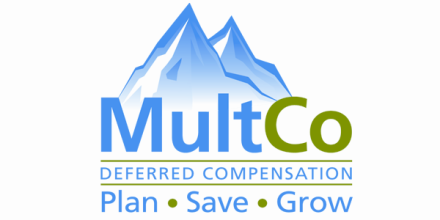 MultCo
DEFERRED COMPENSATION
Plan • Save • Grow